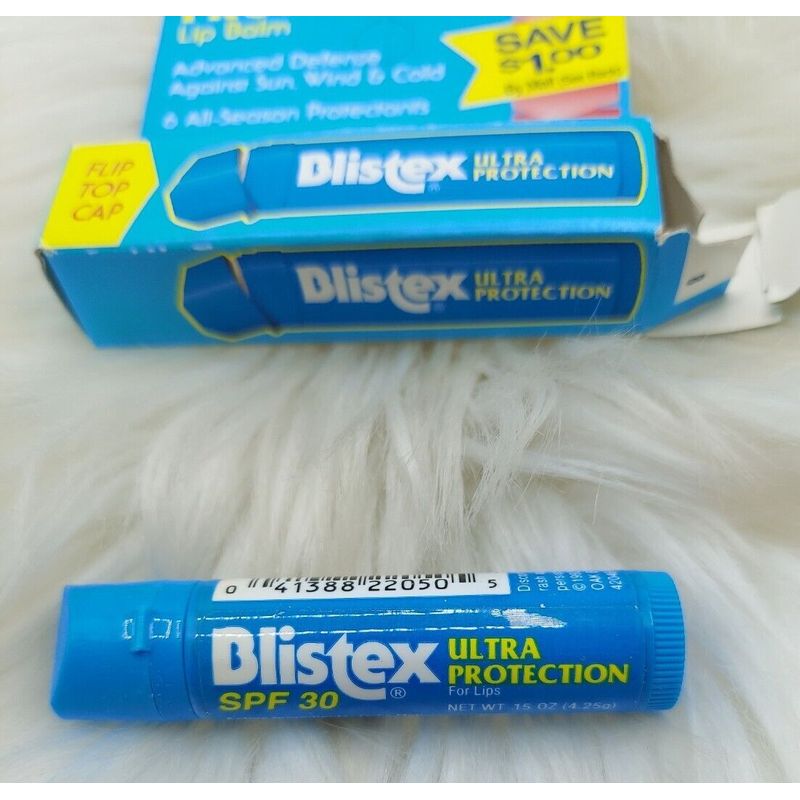 Lip Balm
Advanced Defense
Against Sun, Wind & Cold
6 All-Season Protectants
SAVE
$1.00
FLIP
TOP
CAP
Blistex ULTRA
PROTECTION
Blistex® ULTRA
PROTECTION
0 41388 22050 5
Blistex® ULTRA
PROTECTION
SPF 30
For Lips
NET WT .15 OZ (4.25g)